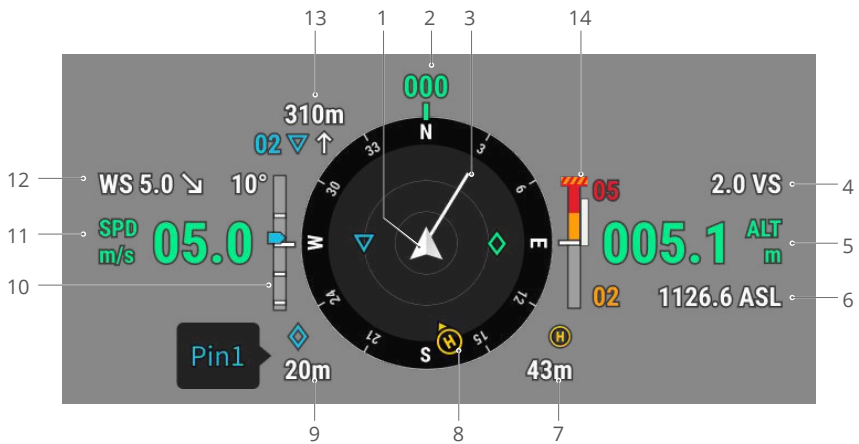 13 1 2 3 14
000
310m
02
N
33 3
30 6
12 WS 5.0 10° 05 2.0 VS 4
11 SPD m/s 05.0 W E 005.1 ALT m 5
10 02 1126.6 ASL 6
24 12
21 15
S H H
Pin1
20m 43m
9 8 7